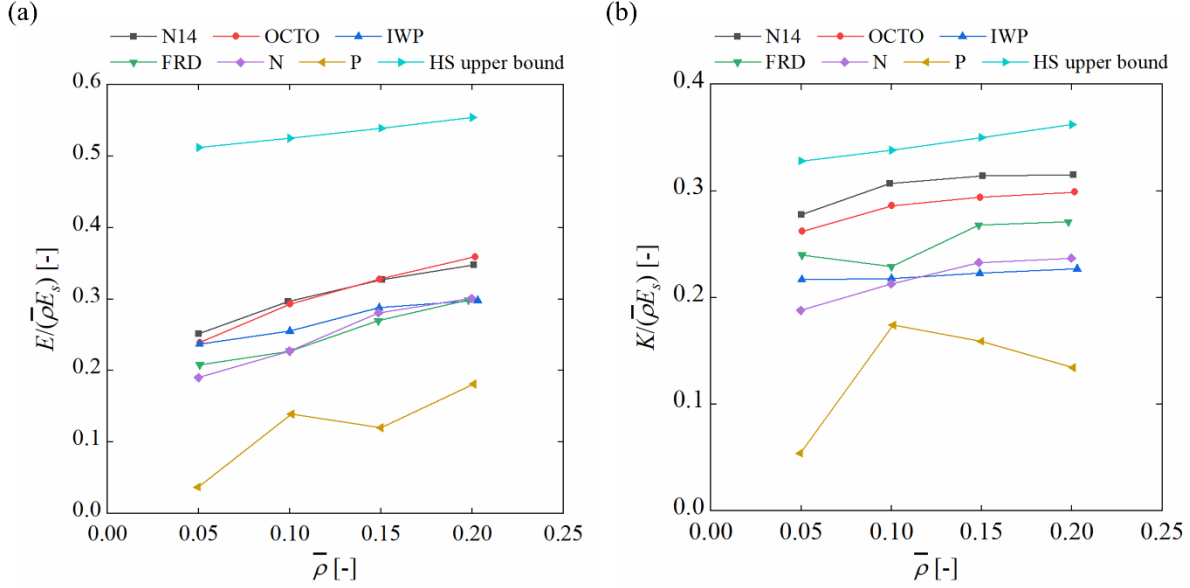 (a)
N14 OCTO IWP
FRD N P HS upper bound
0.6
0.5
0.4
0.3
0.2
0.1
0.0
E/(ρ̅E_s) [-]
0.00 0.05 0.10 0.15 0.20 0.25
ρ̅ [-]
(b)
N14 OCTO IWP
FRD N P HS upper bound
0.4
0.3
0.2
0.1
0.0
K/(ρ̅E_s) [-]
0.00 0.05 0.10 0.15 0.20 0.25
ρ̅ [-]